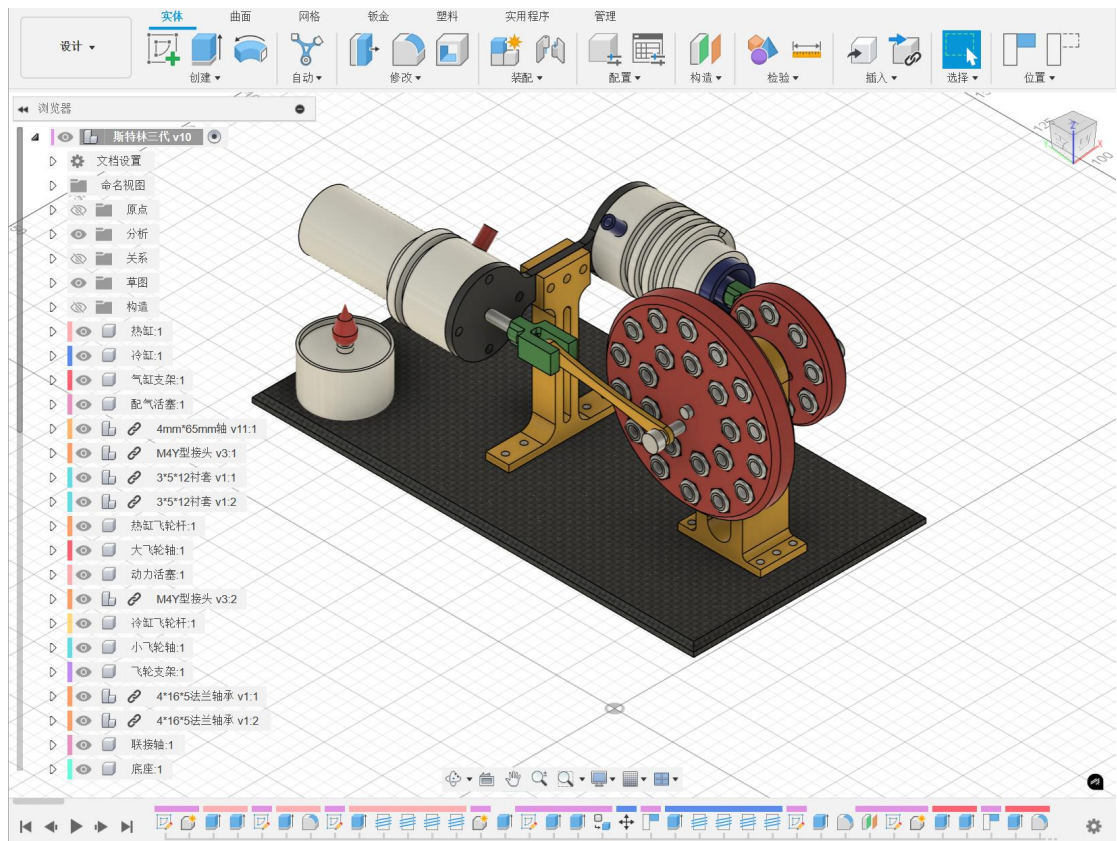 实体 曲面 网格 钣金 塑料 实用程序 管理
设计
创建 自动 修改 装配 配置 构造 检验 插入 选择 位置
浏览器
斯特林三代 v10
文档设置
命名视图
原点
分析
关系
草图
构造
热缸:1
冷缸:1
气缸支架:1
配气活塞:1
4mm*65mm轴 v11:1
M4Y型接头 v3:1
3*5*12衬套 v1:1
3*5*12衬套 v1:2
热缸飞轮杆:1
大飞轮轴:1
动力活塞:1
M4Y型接头 v3:2
冷缸飞轮杆:1
小飞轮轴:1
飞轮支架:1
4*16*5法兰轴承 v1:1
4*16*5法兰轴承 v1:2
联接轴:1
底座:1
125
Z
X
Y
100